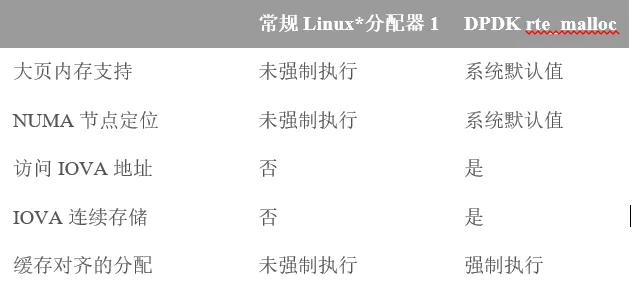 常规 Linux*分配器 1 DPDK rte_malloc
大页内存支持 未强制执行 系统默认值
NUMA 节点定位 未强制执行 系统默认值
访问 IOVA 地址 否 是
IOVA 连续存储 否 是
缓存对齐的分配 未强制执行 强制执行